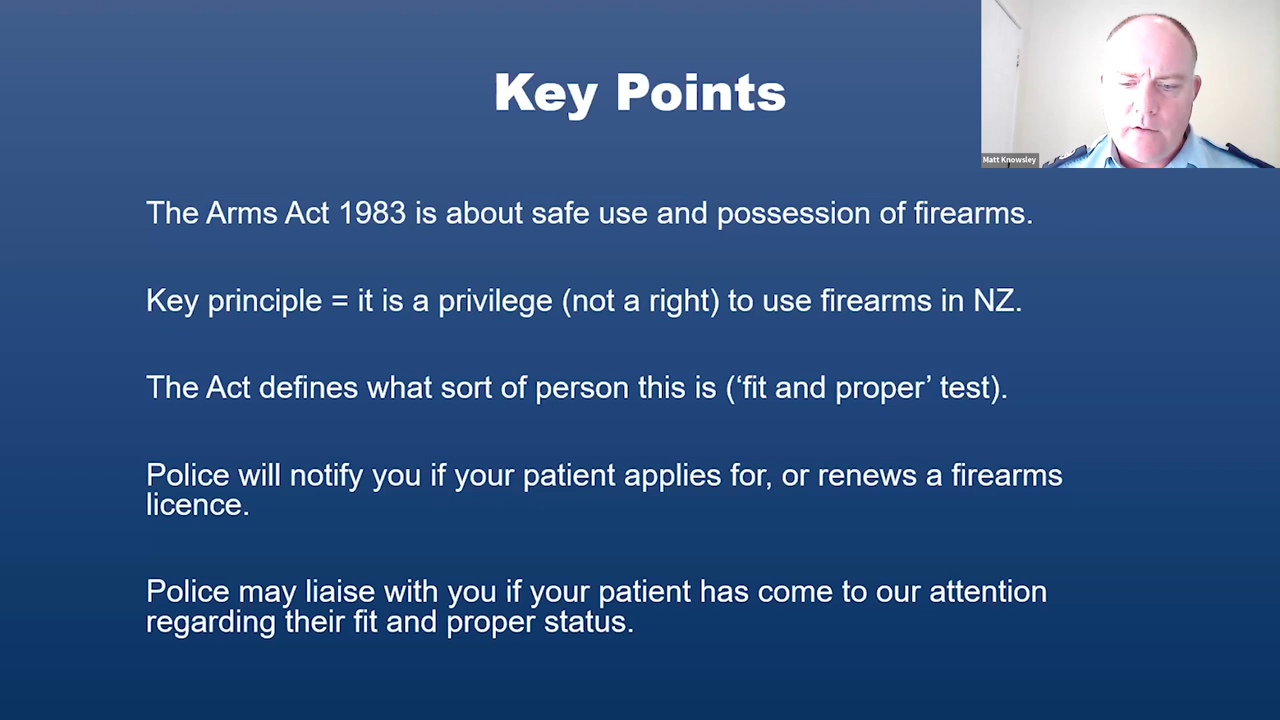 Key Points
Matt Knowsley
The Arms Act 1983 is about safe use and possession of firearms.
Key principle = it is a privilege (not a right) to use firearms in NZ.
The Act defines what sort of person this is (‘fit and proper’ test).
Police will notify you if your patient applies for, or renews a firearms
licence.
Police may liaise with you if your patient has come to our attention
regarding their fit and proper status.